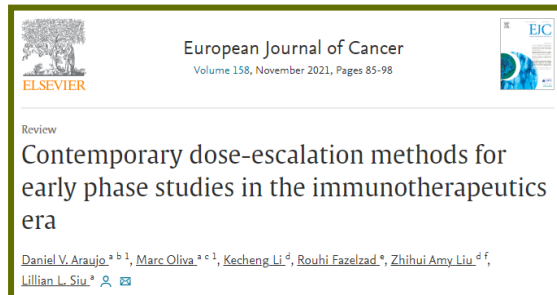 European Journal of Cancer
Volume 158, November 2021, Pages 85-98
ELSEVIER
EJC
Review
Contemporary dose-escalation methods for
early phase studies in the immunotherapeutics
era
Daniel V. Araujo a b 1, Marc Oliva a c 1, Kecheng Li d, Rouhi Fazelzad e, Zhihui Amy Liu d f,
Lillian L. Siu a